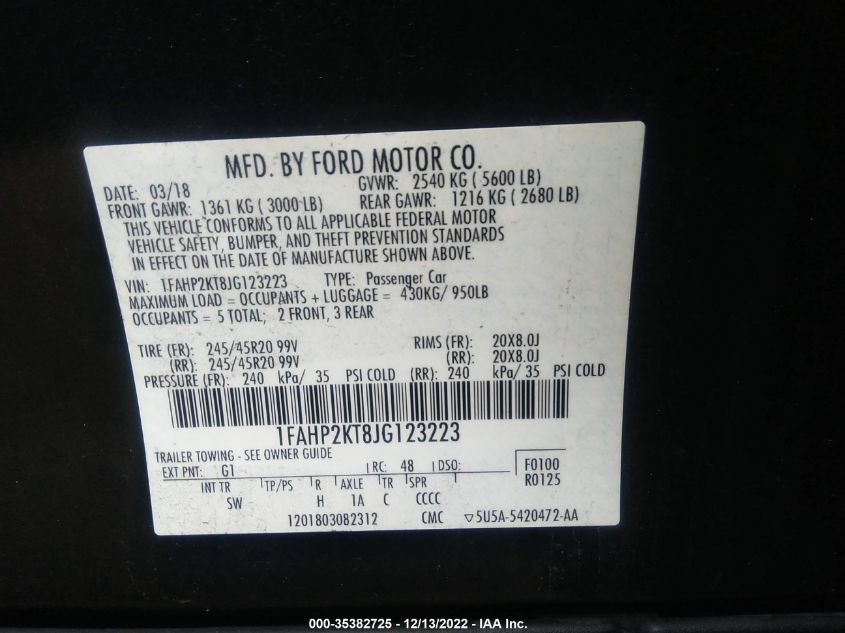 MFD. BY FORD MOTOR CO.
DATE: 03/18 GVWR: 2540 KG ( 5600 LB)
FRONT GAWR: 1361 KG ( 3000 LB) REAR GAWR: 1216 KG ( 2680 LB)
THIS VEHICLE CONFORMS TO ALL APPLICABLE FEDERAL MOTOR
VEHICLE SAFETY, BUMPER, AND THEFT PREVENTION STANDARDS
IN EFFECT ON THE DATE OF MANUFACTURE SHOWN ABOVE.
VIN: 1FAHP2KT8JG123223 TYPE: Passenger Car
MAXIMUM LOAD = OCCUPANTS + LUGGAGE = 430KG/ 950LB
OCCUPANTS = 5 TOTAL; 2 FRONT, 3 REAR
TIRE (FR): 245/45R20 99V RIMS (FR): 20X8.0J
(RR): 245/45R20 99V (RR): 20X8.0J
PRESSURE (FR): 240 kPa/ 35 PSI COLD (RR): 240 kPa/ 35 PSI COLD
1FAHP2KT8JG123223
TRAILER TOWING - SEE OWNER GUIDE
EXT PNT: G1 RC: 48 DSO: F0100
R0125
INT TR TP/PS R AXLE TR SPR
SW H 1A C CCCC
1201803082312 CMC ▽5U5A-5420472-AA
000-35382725 - 12/13/2022 - IAA Inc.